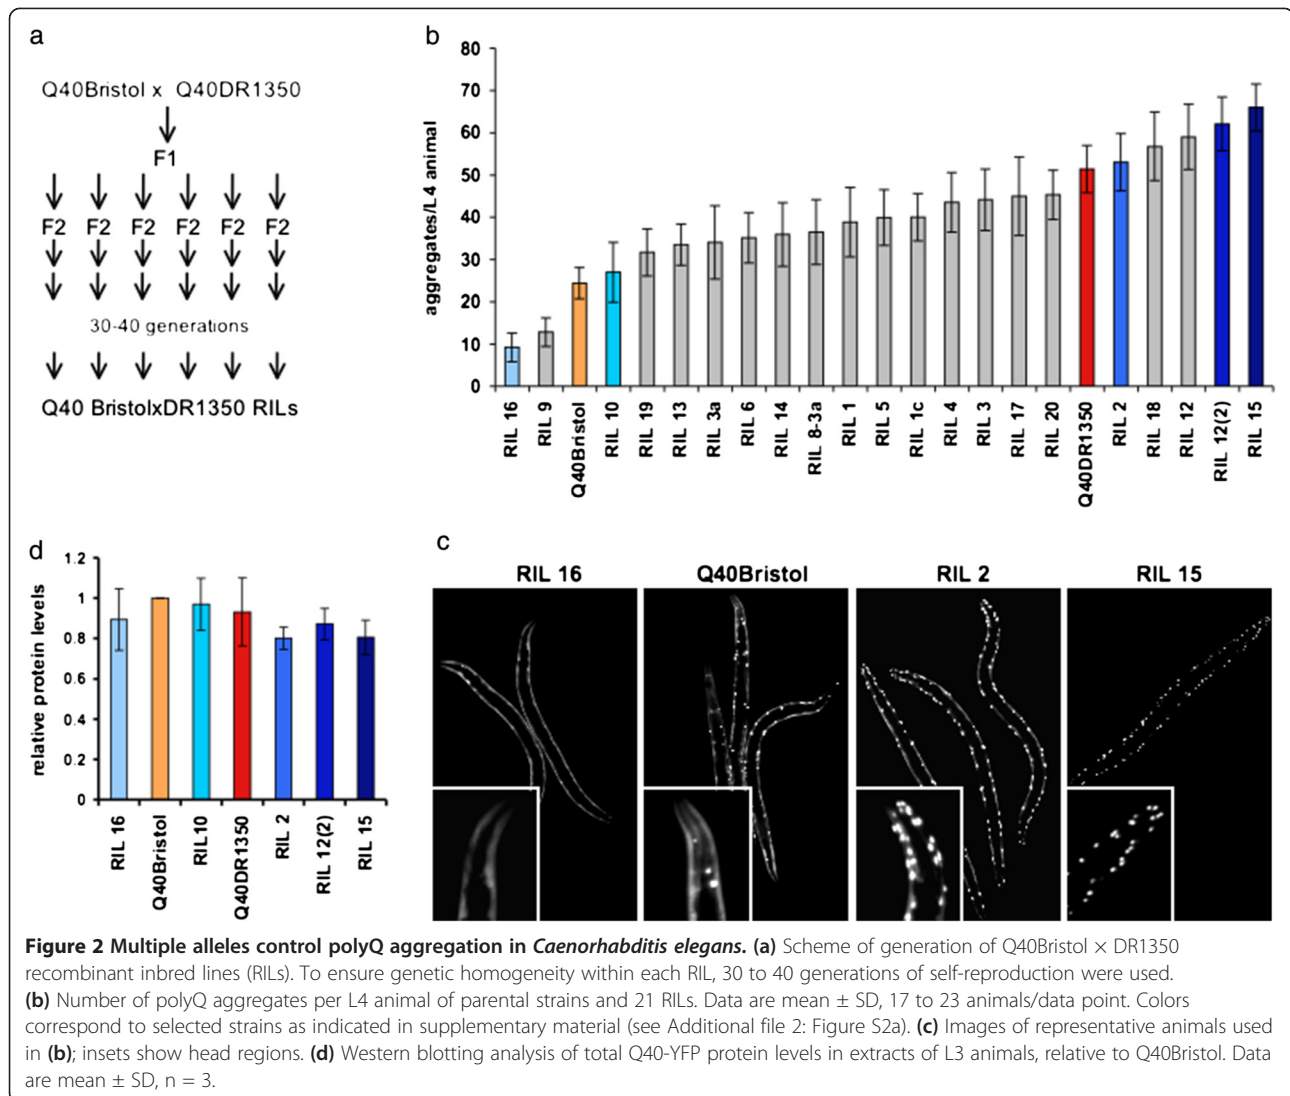 a
Q40Bristol x Q40DR1350
F1
F2 F2 F2 F2 F2 F2
30-40 generations
Q40 BristolxDR1350 RILs
b
aggregates/L4 animal
80
70
60
50
40
30
20
10
0
RIL 16
RIL 9
Q40Bristol
RIL 10
RIL 19
RIL 13
RIL 3a
RIL 6
RIL 14
RIL 8-3a
RIL 1
RIL 5
RIL 1c
RIL 4
RIL 3
RIL 17
RIL 20
Q40DR1350
RIL 2
RIL 18
RIL 12
RIL 12(2)
RIL 15
d
relative protein levels
1.2
1
0.8
0.6
0.4
0.2
0
RIL 16
Q40Bristol
RIL10
Q40DR1350
RIL 2
RIL 12(2)
RIL 15
c
RIL 16 Q40Bristol RIL 2 RIL 15
Figure 2 Multiple alleles control polyQ aggregation in Caenorhabditis elegans. (a) Scheme of generation of Q40Bristol × DR1350
recombinant inbred lines (RILs). To ensure genetic homogeneity within each RIL, 30 to 40 generations of self-reproduction were used.
(b) Number of polyQ aggregates per L4 animal of parental strains and 21 RILs. Data are mean ± SD, 17 to 23 animals/data point. Colors
correspond to selected strains as indicated in supplementary material (see Additional file 2: Figure S2a). (c) Images of representative animals used
in (b); insets show head regions. (d) Western blotting analysis of total Q40-YFP protein levels in extracts of L3 animals, relative to Q40Bristol. Data
are mean ± SD, n = 3.